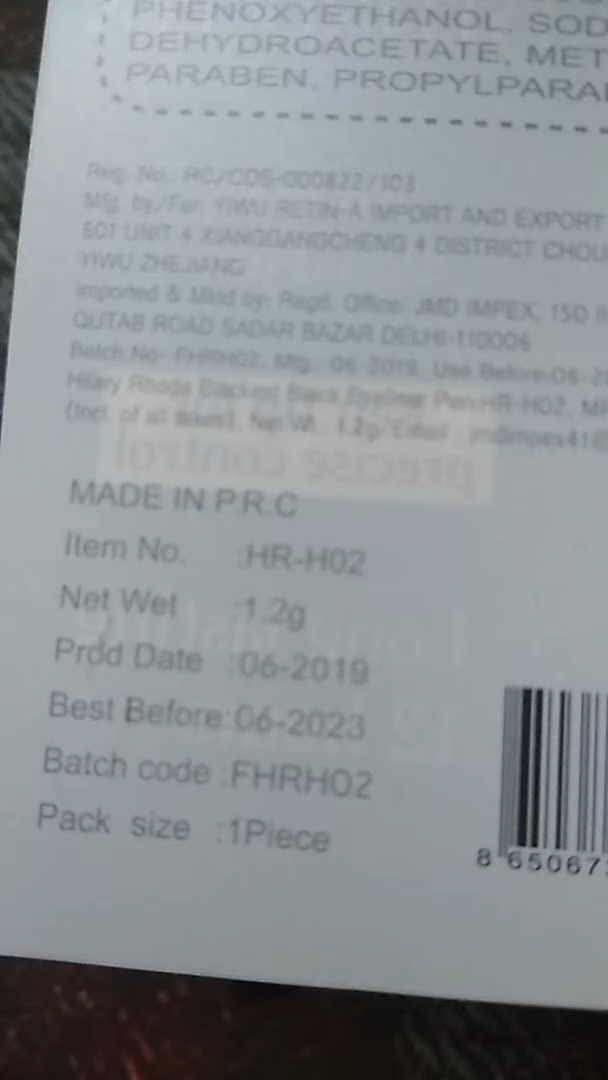 PHENOXYETHANOL, SOD
DEHYDROACETATE, MET
PARABEN, PROPYLPARA
Reg. No.: RC/COS-000822/103
Mfg. by/For: YIWU RETIN-A IMPORT AND EXPORT
601 UNIT 4 XIANGGANGCHENG 4 DISTRICT CHOU
YIWU ZHEJIANG
Imported & Mktd by: Regd. Office: JMD IMPEX, 150
QUTAB ROAD SADAR BAZAR DELHI-110006
Batch No: FHRH02, Mfg.: 06-2019, Use Before:06-20
Hilary Rhoda Blackest Black Eyeliner Pen:HR-H02,
(Incl. of all taxes), Net Wt.: 1.2g, Email : jmdimpex41@
precise control
MADE IN P.R.C
Item No. :HR-H02
Net Wet :1.2g
Prod Date :06-2019
Best Before:06-2023
Batch code :FHRH02
Pack size :1Piece
8 65067